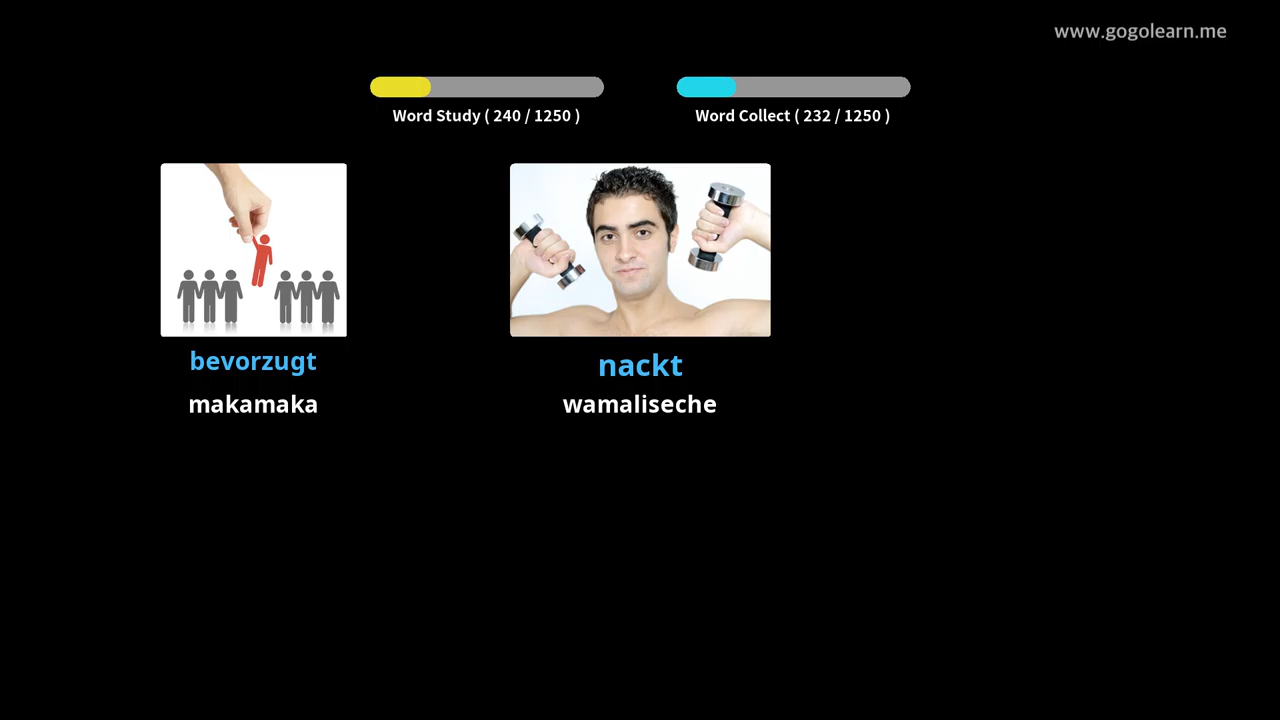 www.gogolearn.me
Word Study ( 240 / 1250 )
Word Collect ( 232 / 1250 )
bevorzugt
makamaka
nackt
wamaliseche